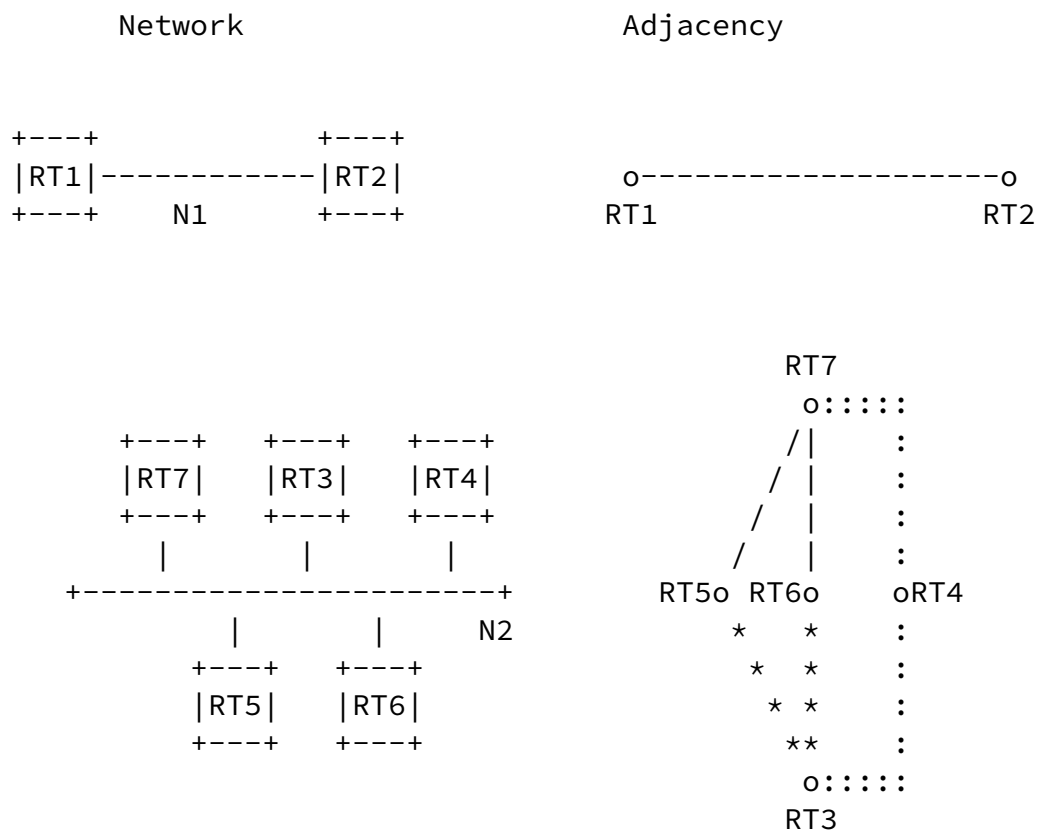 Network Adjacency
+---+ +---+
|RT1|------------|RT2| o--------------------o
+---+ N1 +---+ RT1 RT2
RT7
o:::::
+---+ +---+ +---+ /| :
|RT7| |RT3| |RT4| / | :
+---+ +---+ +---+ / | :
| | | / | :
+-----------------------+ RT5o RT6o oRT4
| | N2 * * :
+---+ +---+ * * :
|RT5| |RT6| * * :
+---+ +---+ ** :
o:::::
RT3